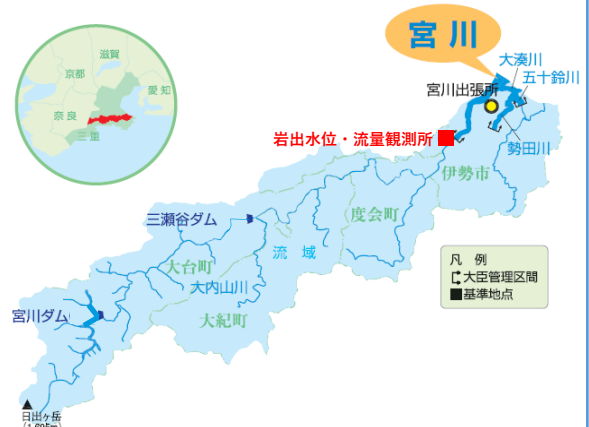 宮川
滋賀
京都
愛知
奈良
三重
大湊川
五十鈴川
宮川出張所
岩出水位・流量観測所
勢田川
伊勢市
度会町
三瀬谷ダム
流域
大台町
大内山川
大紀町
宮川ダム
凡例
大臣管理区間
基準地点
日出ヶ岳